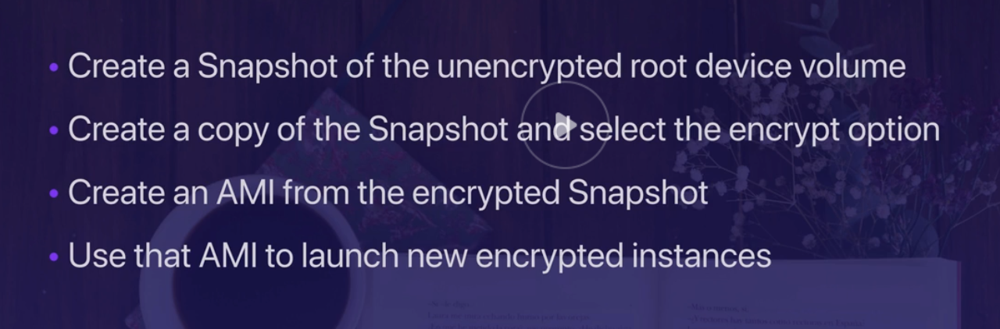 Create a Snapshot of the unencrypted root device volume
Create a copy of the Snapshot and select the encrypt option
Create an AMI from the encrypted Snapshot
Use that AMI to launch new encrypted instances